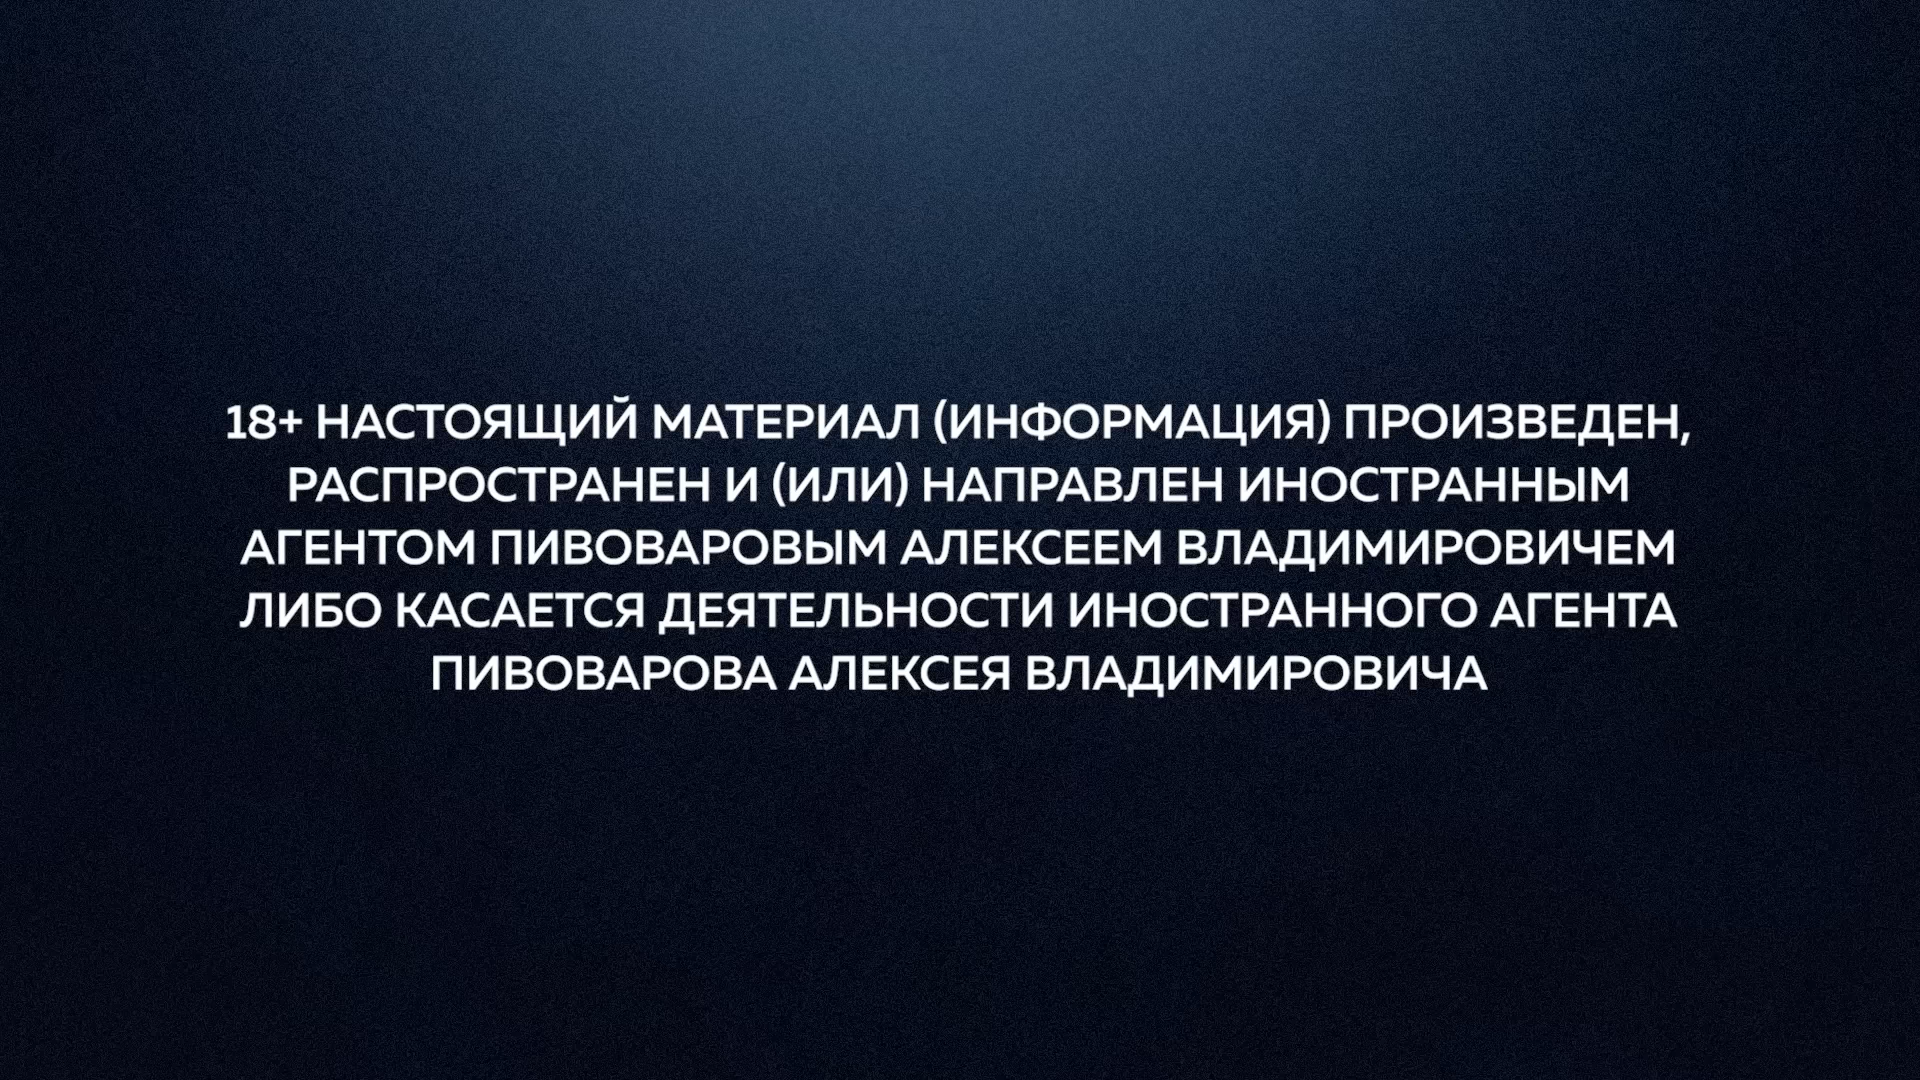 18+ НАСТОЯЩИЙ МАТЕРИАЛ (ИНФОРМАЦИЯ) ПРОИЗВЕДЕН,
РАСПРОСТРАНЕН И (ИЛИ) НАПРАВЛЕН ИНОСТРАННЫМ
АГЕНТОМ ПИВОВАРОВЫМ АЛЕКСЕЕМ ВЛАДИМИРОВИЧЕМ
ЛИБО КАСАЕТСЯ ДЕЯТЕЛЬНОСТИ ИНОСТРАННОГО АГЕНТА
ПИВОВАРОВА АЛЕКСЕЯ ВЛАДИМИРОВИЧА